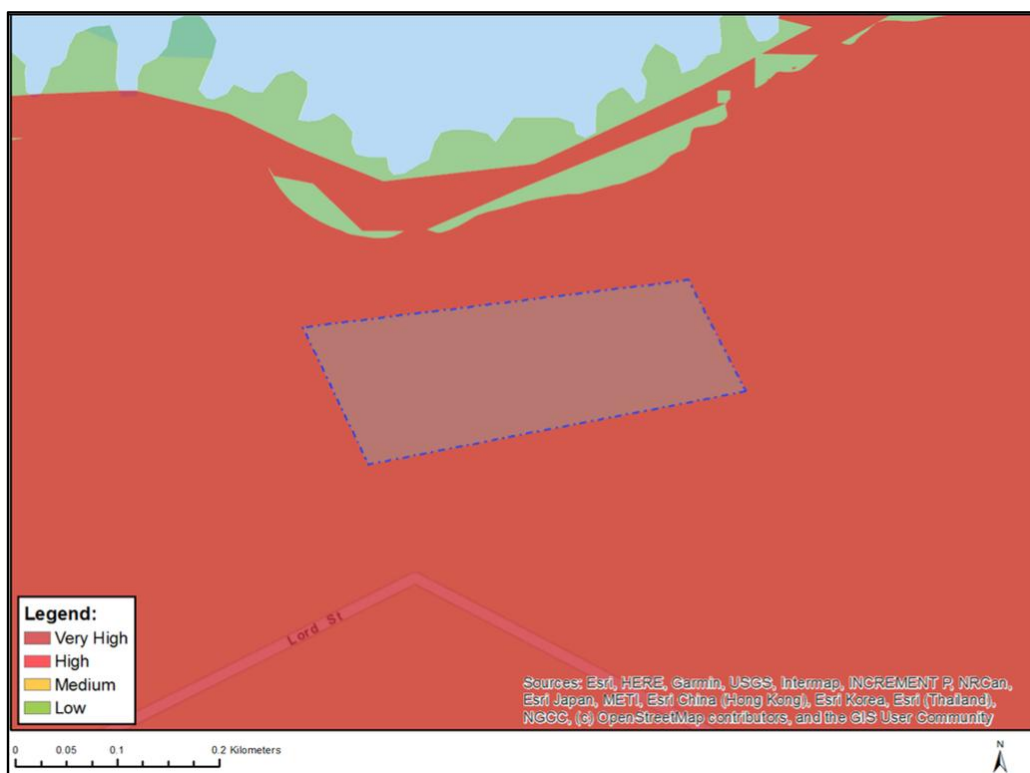 Lord St
Legend:
Very High
High
Medium
Low
Sources: Esri, HERE, Garmin, USGS, Intermap, INCREMENT P, NRCan,
Esri Japan, METI, Esri China (Hong Kong), Esri Korea, Esri (Thailand),
NGCC, (c) OpenStreetMap contributors, and the GIS User Community
0 0.05 0.1 0.2 Kilometers
N